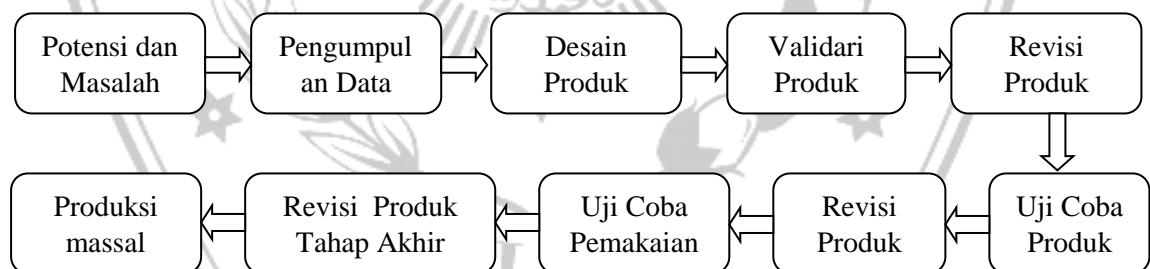 Potensi dan
Masalah
Pengumpul
an Data
Desain
Produk
Validari
Produk
Revisi
Produk
Produksi
massal
Revisi Produk
Tahap Akhir
Uji Coba
Pemakaian
Revisi
Produk
Uji Coba
Produk